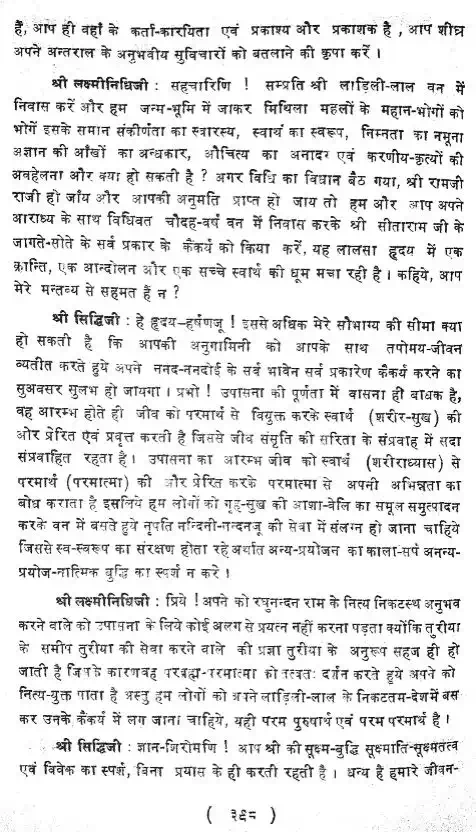 हैं, आप ही वहाँ के कर्ता-कारयिता एवं प्रकाश्य और प्रकाशक है, आप शीघ्र
अपने अन्तराल के अनुभवीय सुविचारों को बतलाने की कृपा करें।
श्री लक्ष्मीनिधिजी : सहचारिणि ! सम्प्रति श्री लाड़िली-लाल वन में
निवास करें और हम जन्म-भूमि में जाकर मिथिला महलों के महान-भोगों को
भोगें इसके समान संकीर्णता का स्वारस्य, स्वार्थ का स्वरूप, निम्नता का नमूना
अज्ञान की आँखों का अन्धकार, औचित्य का अनादर एवं करणीय-कृत्यों की
अवहेलना और क्या हो सकती है ? अगर विधि का विधान बैठ गया, श्री रामजी
राजी हो जाँय और आपकी अनुमति प्राप्त हो जाय तो हम और आप अपने
आराध्य के साथ विधिवत चौदह-वर्ष वन में निवास करके श्री सीताराम जी के
जागते-सोते के सर्व प्रकार के कैंकर्य को किया करें, यह लालसा हृदय में एक
क्रान्ति, एक आन्दोलन और एक सच्चे स्वार्थ की धूम मचा रही है। कहिये, आप
मेरे मन्तव्य से सहमत हैं न ?
श्री सिद्धिजी : हे हृदय-हर्षणजू ! इससे अधिक मेरे सौभाग्य की सीमा क्या
हो सकती है कि आपकी अनुगामिनी को आपके साथ तपोमय-जीवन
व्यतीत करते हुये अपने ननद-ननदोई के सर्व भावेन सर्व प्रकारेण कैंकर्य करने का
सुअवसर सुलभ हो जायगा। प्रभो ! उपासना की पूर्णता में वासना ही बाधक है,
वह आरम्भ होते ही जीव को परमार्थ से वियुक्त करके स्वार्थ (शरीर-सुख) की
ओर प्रेरित एवं प्रवृत्त करती है जिससे जीव संसृति की सरिता के संप्रवाह में सदा
संप्रवाहित रहता है। उपासना का आरम्भ जीव को स्वार्थ (शरीराध्यास) से
परमार्थ (परमात्मा) की और प्रेरित करके परमात्मा से अपनी अभिन्नता का
बोध कराता है इसलिये हम लोगों को गृह-सुख की आशा-वेलि का समूल समुत्पादन
करके वन में बसते हुये नृपति नन्दिनी-नन्दनजू की सेवा में संलग्न हो जाना चाहिये
जिससे स्व-स्वरूप का संरक्षण होता रहे अर्थात अन्य-प्रयोजन का काला-सर्प अनन्य-
प्रयोज-नात्मिक बुद्धि का स्पर्श न करे।
श्री लक्ष्मीनिधिजी : प्रिये ! अपने को रघुनन्दन राम के नित्य निकटस्थ अनुभव
करने वाले को उपासना के लिये कोई अलग से प्रयत्न नहीं करना पड़ता क्योंकि तुरीया
के समीप तुरीया की सेवा करने वाले की प्रज्ञा तुरीया के अनुरूप सहज ही हो
जाती है जिसके कारणवह परब्रह्म-परमात्मा को तत्वतः दर्शन करते हुये अपने को
नित्य-युक्त पाता है अस्तु हम लोगों को अपने लाड़िली-लाल के निकटतम-देशमें बस
कर उनके कैंकर्य में लग जाना चाहिये, यही परम पुरुषार्थ एवं परम परमार्थ है।
श्री सिद्धिजी : ज्ञान-शिरोमणि ! आप श्री की सूक्ष्म-बुद्धि सूक्ष्माति-सूक्ष्मतत्व
एवं विवेक का स्पर्श, बिना प्रयास के ही करती रहती है। धन्य है हमारे जीवन-
( ३९८ )